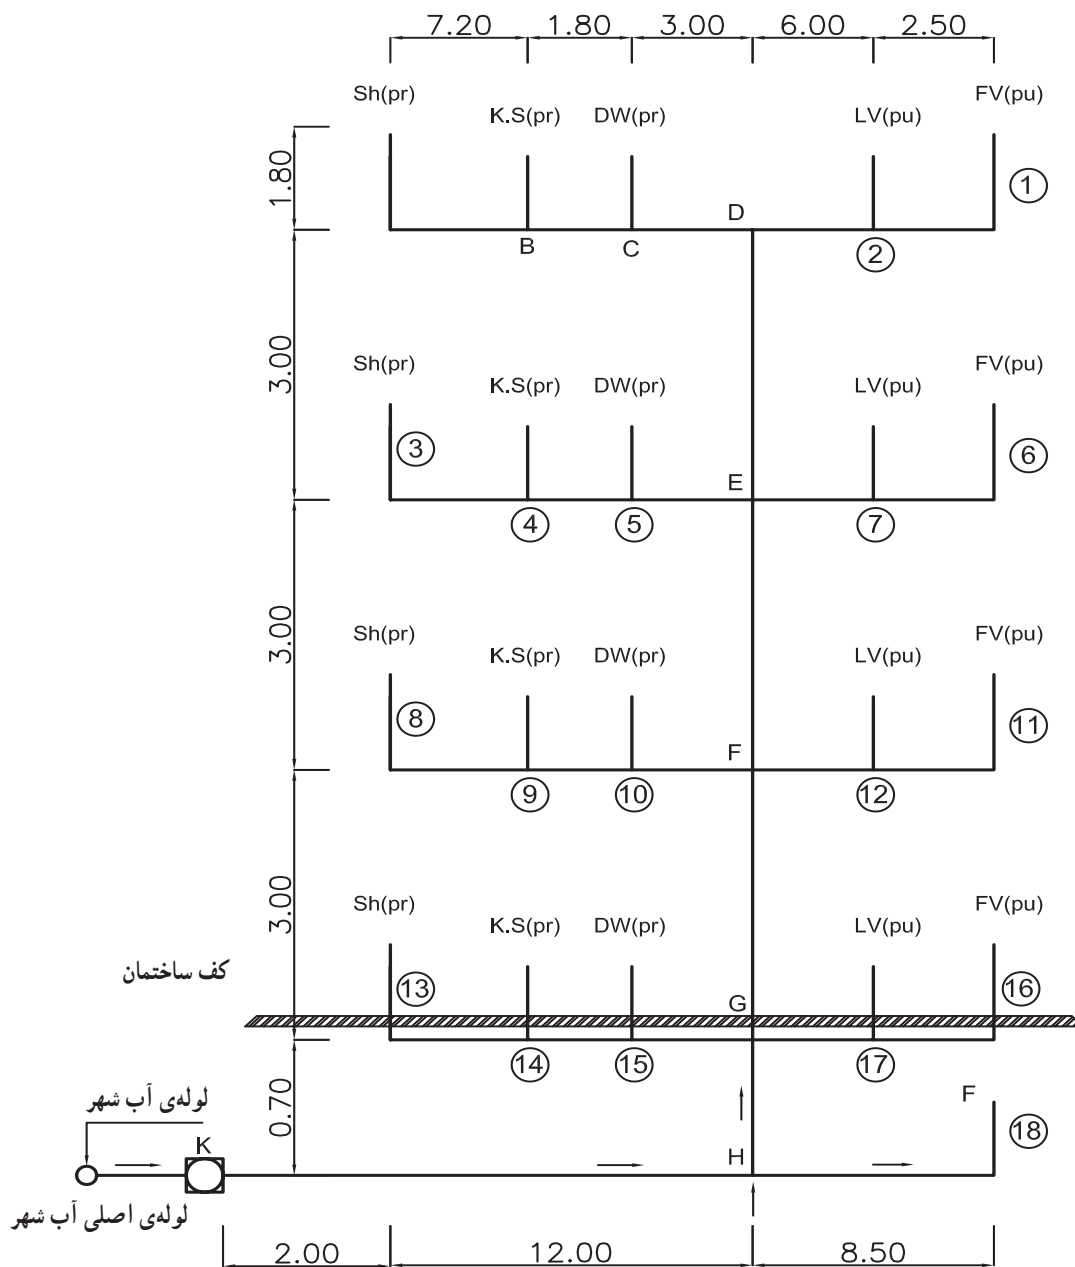 7.20 1.80 3.00 6.00 2.50
Sh(pr) K.S(pr) DW(pr) LV(pu) FV(pu)
1.80
1
D
B C 2
3.00
Sh(pr) K.S(pr) DW(pr) LV(pu) FV(pu)
3 6
E
4 5 7
3.00
Sh(pr) K.S(pr) DW(pr) LV(pu) FV(pu)
8 11
F
9 10 12
3.00
Sh(pr) K.S(pr) DW(pr) LV(pu) FV(pu)
کف ساختمان
13 16
G
14 15 17
0.70
لوله‌ی آب شهر
F
18
K
H
لوله‌ی اصلی آب شهر
2.00 12.00 8.50